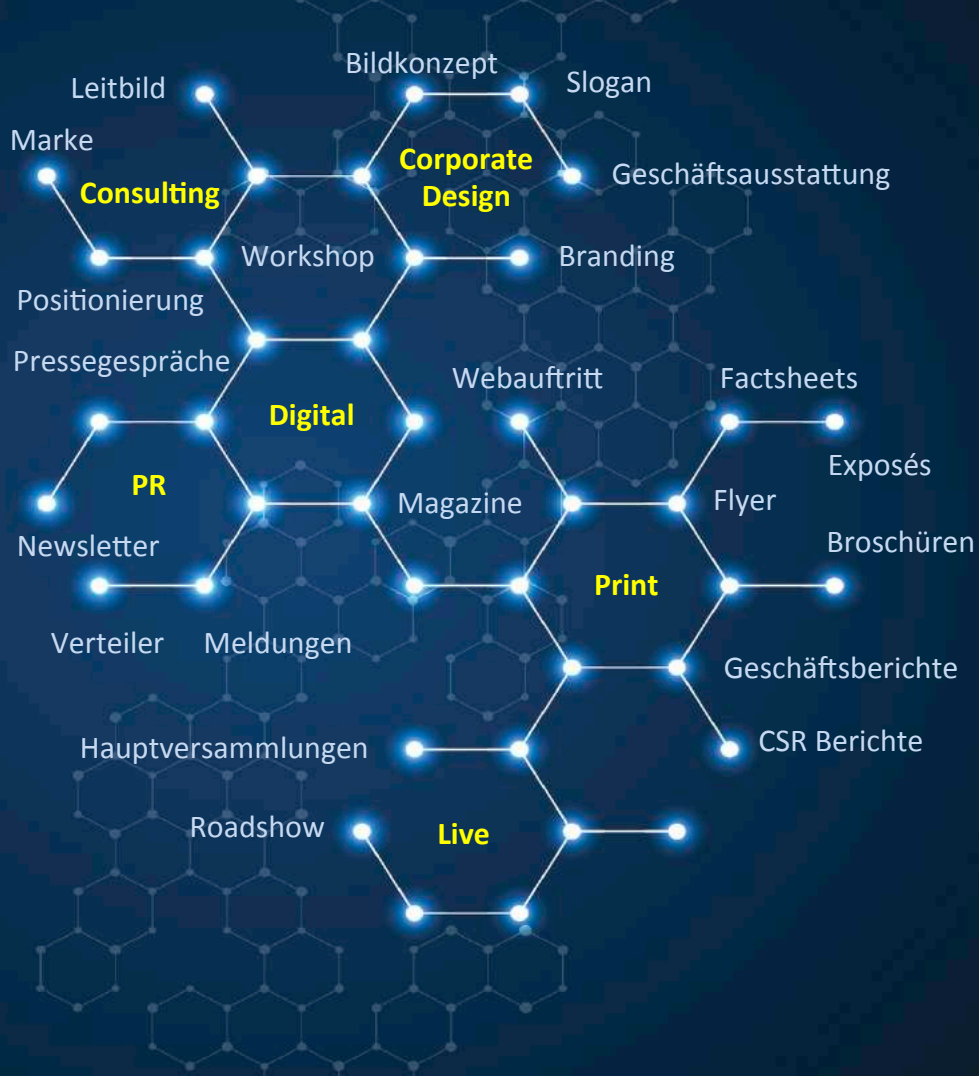 Bildkonzept
Slogan
Leitbild
Marke
Corporate
Design
Consulting
Geschäftsausstattung
Workshop
Branding
Positionierung
Pressegespräche
Webauftritt
Factsheets
Digital
Exposés
PR
Magazine
Flyer
Newsletter
Broschüren
Print
Verteiler
Meldungen
Geschäftsberichte
Hauptversammlungen
CSR Berichte
Roadshow
Live